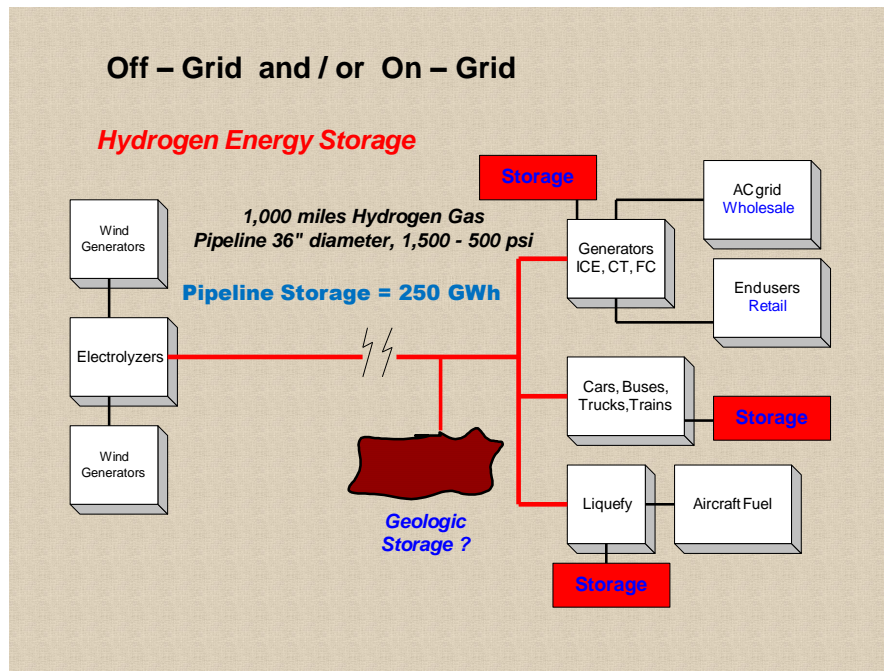 Off – Grid and / or On – Grid
Hydrogen Energy Storage
1,000 miles Hydrogen Gas
Pipeline 36" diameter, 1,500 - 500 psi
Pipeline Storage = 250 GWh
Wind
Generators
Electrolyzers
Wind
Generators
Geologic
Storage ?
Storage
Generators
ICE, CT, FC
AC grid
Wholesale
End users
Retail
Cars, Buses,
Trucks,Trains
Storage
Liquefy
Aircraft Fuel
Storage